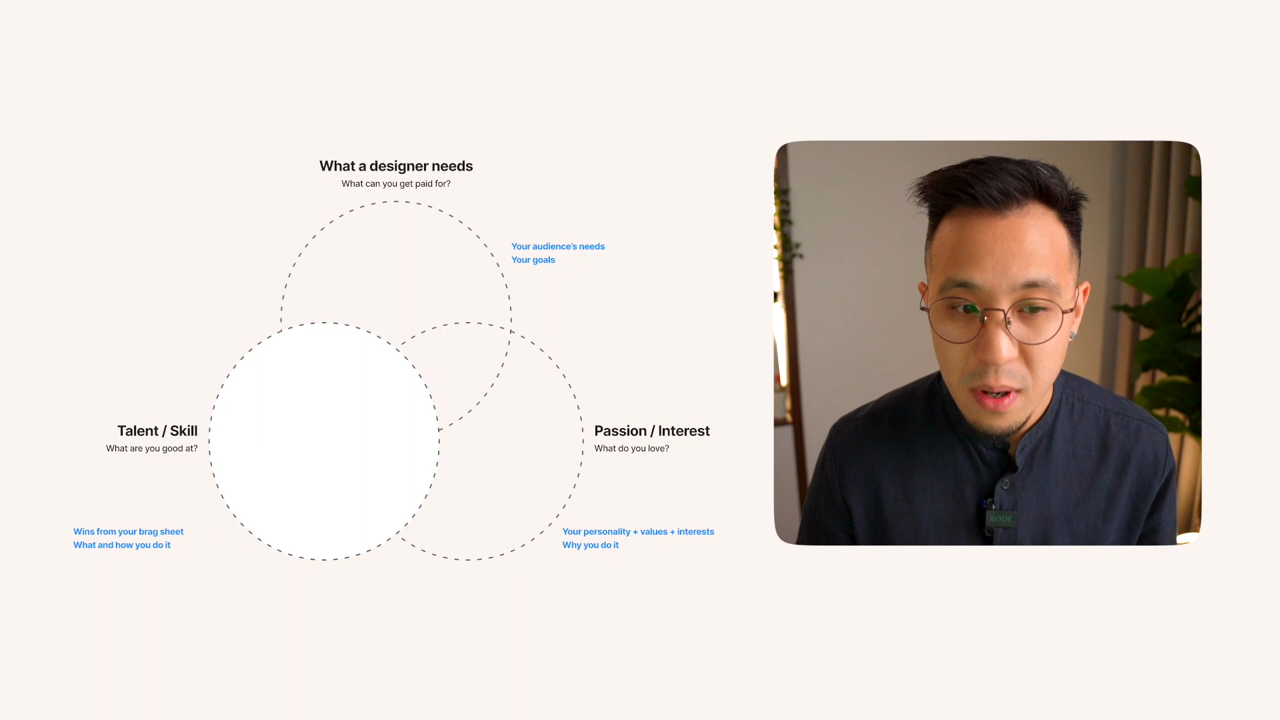 What a designer needs
What can you get paid for?
Your audience's needs
Your goals
Talent / Skill
What are you good at?
Passion / Interest
What do you love?
Wins from your brag sheet
What and how you do it
Your personality + values + interests
Why you do it
RODE